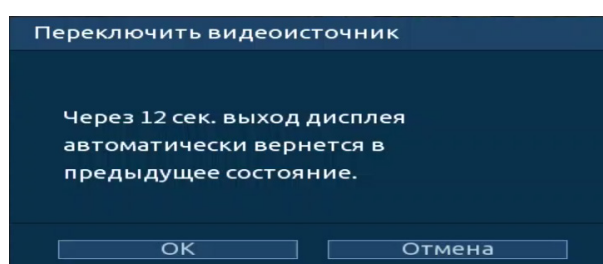 Переключить видеоисточник
Через 12 сек. выход дисплея
автоматически вернется в
предыдущее состояние.
OK
Отмена